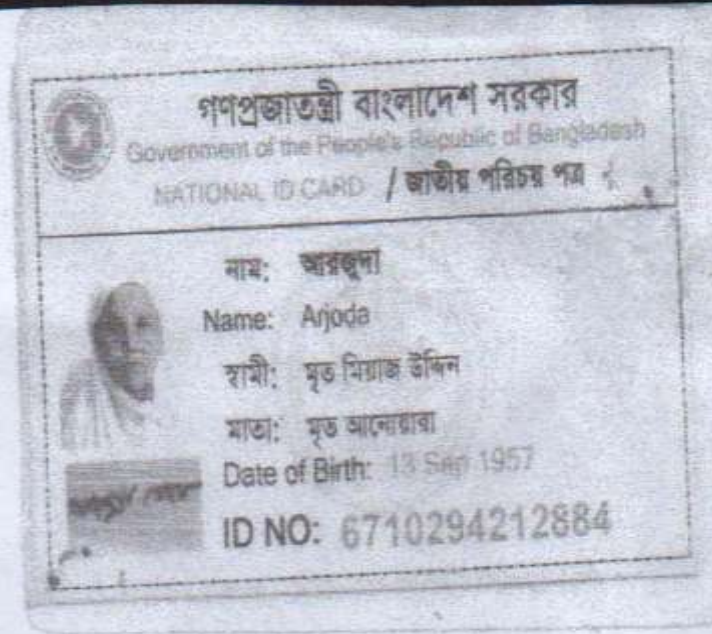 গণপ্রজাতন্ত্রী বাংলাদেশ সরকার
Government of the People's Republic of Bangladesh
NATIONAL ID CARD / জাতীয় পরিচয় পত্র
নাম: আরজুদা
Name: Arjoda
স্বামী: মৃত মিয়াজ উদ্দিন
মাতা: মৃত আনোয়ারা
Date of Birth: 13 Sep 1957
ID NO: 6710294212884